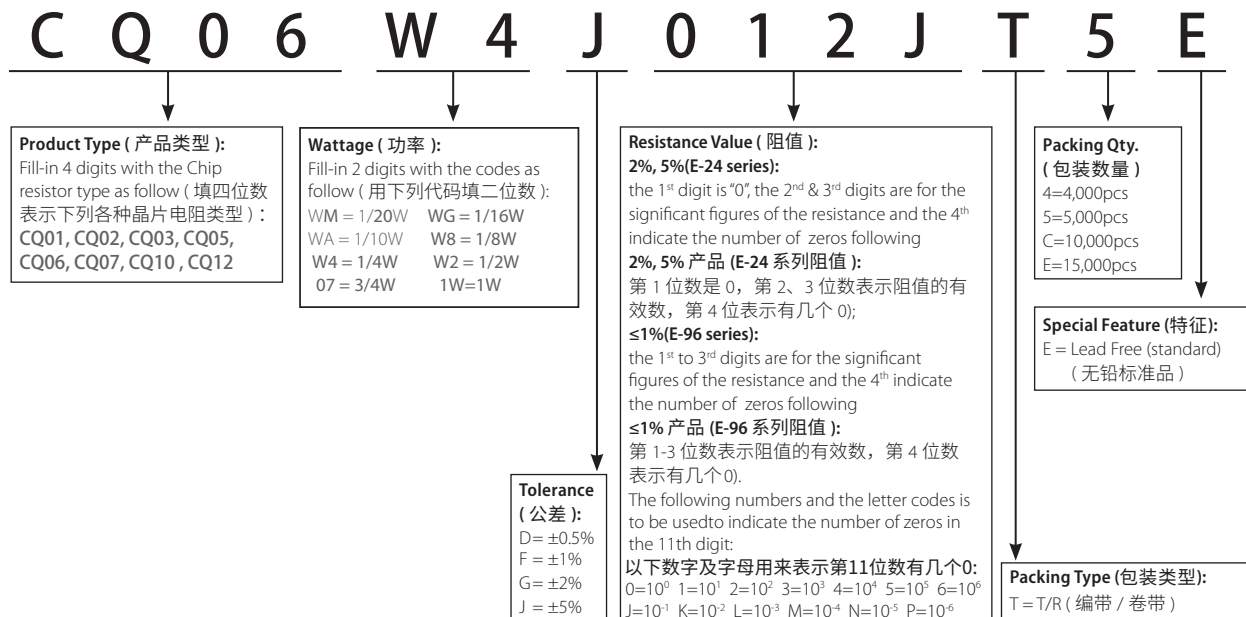 C Q 0 6 W 4 J 0 1 2 J T 5 E
Product Type ( 产品类型 ):
Fill-in 4 digits with the Chip
resistor type as follow ( 填四位数
表示下列各种晶片电阻类型 ) :
CQ01, CQ02, CQ03, CQ05,
CQ06, CQ07, CQ10 , CQ12
Wattage ( 功率 ):
Fill-in 2 digits with the codes as
follow ( 用下列代码填二位数 ):
WM = 1/20W WG = 1/16W
WA = 1/10W W8 = 1/8W
W4 = 1/4W W2 = 1/2W
07 = 3/4W 1W=1W
Tolerance
( 公差 ):
D= ±0.5%
F = ±1%
G= ±2%
J = ±5%
Resistance Value ( 阻值 ):
2%, 5%(E-24 series):
the 1st digit is "0", the 2nd & 3rd digits are for the
significant figures of the resistance and the 4th
indicate the number of zeros following
2%, 5% 产品 (E-24 系列阻值 ):
第 1 位数是 0，第 2、3 位数表示阻值的有
效数，第 4 位表示有几个 0);
≤1%(E-96 series):
the 1st to 3rd digits are for the significant
figures of the resistance and the 4th indicate
the number of zeros following
≤1% 产品 (E-96 系列阻值 ):
第 1-3 位数表示阻值的有效数，第 4 位数
表示有几个0).
The following numbers and the letter codes is
to be usedto indicate the number of zeros in
the 11th digit:
以下数字及字母用来表示第11位数有几个0:
0=10⁰ 1=10¹ 2=10² 3=10³ 4=10⁴ 5=10⁵ 6=10⁶
J=10⁻¹ K=10⁻² L=10⁻³ M=10⁻⁴ N=10⁻⁵ P=10⁻⁶
Packing Type (包装类型):
T = T/R ( 编带 / 卷带 )
Packing Qty.
( 包装数量 )
4=4,000pcs
5=5,000pcs
C=10,000pcs
E=15,000pcs
Special Feature (特征):
E = Lead Free (standard)
( 无铅标准品 )